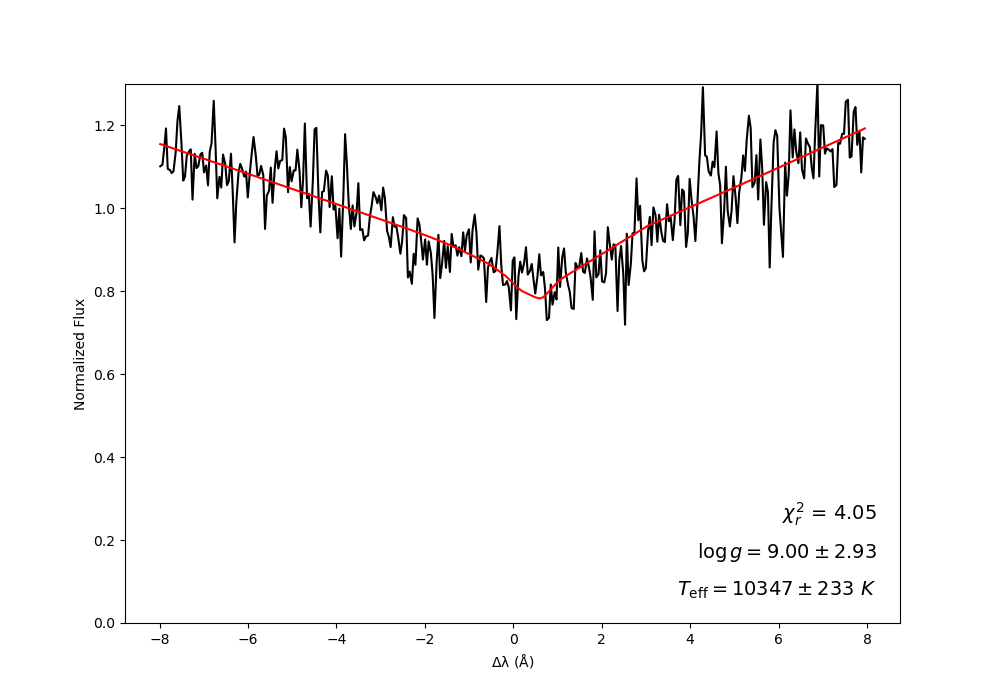 1.2
1.0
0.8
0.6
0.4
0.2
0.0
Normalized Flux
χ²ᵣ = 4.05
log g = 9.00 ± 2.93
T_eff = 10347 ± 233 K
−8 −6 −4 −2 0 2 4 6 8
Δλ (Å)